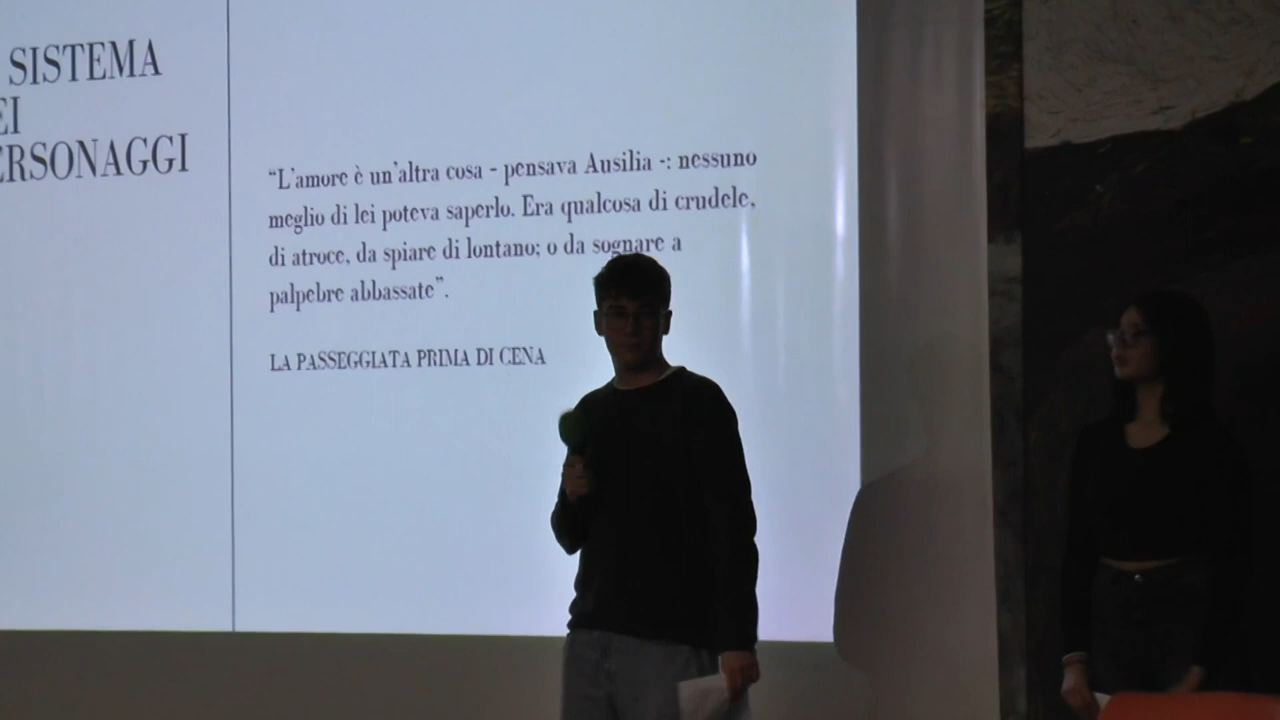 SISTEMA
EI
ERSONAGGI
“L’amore è un’altra cosa - pensava Ausilia -: nessuno
meglio di lei poteva saperlo. Era qualcosa di crudele,
di atroce, da spiare di lontano; o da sognare a
palpebre abbassate”.
LA PASSEGGIATA PRIMA DI CENA